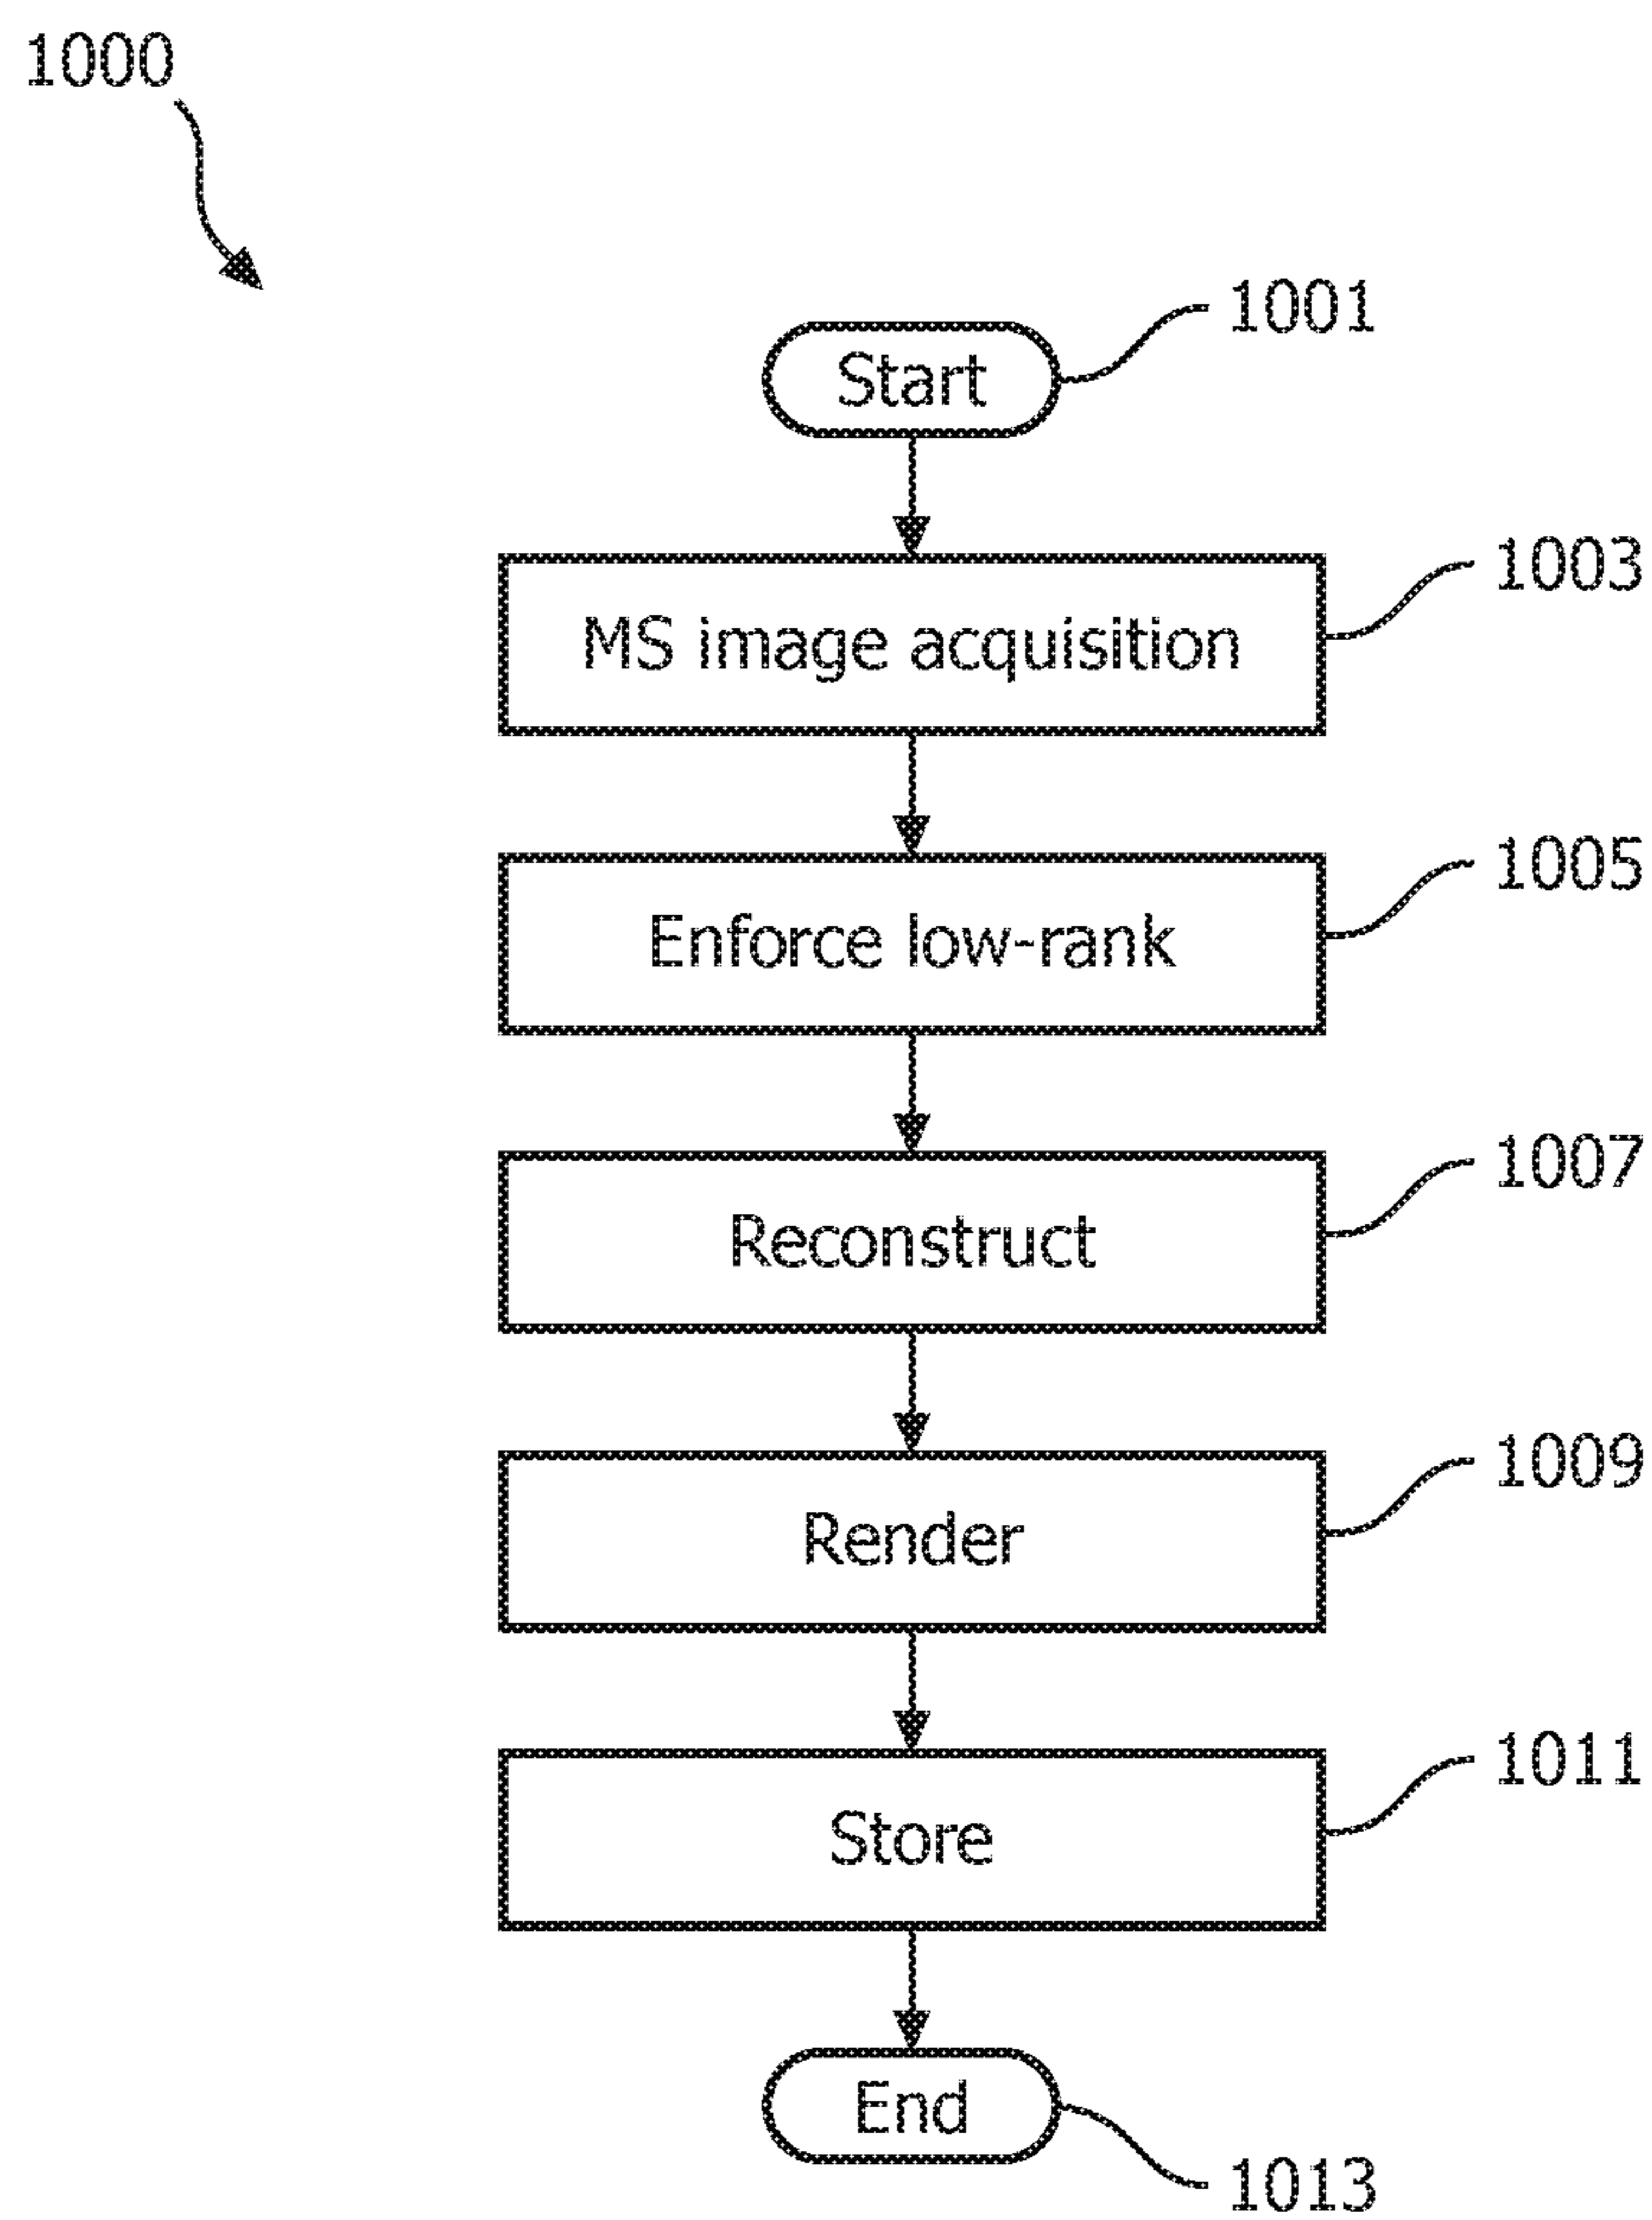 1000
1001
Start
1003
MS image acquisition
1005
Enforce low-rank
1007
Reconstruct
1009
Render
1011
Store
End
1013